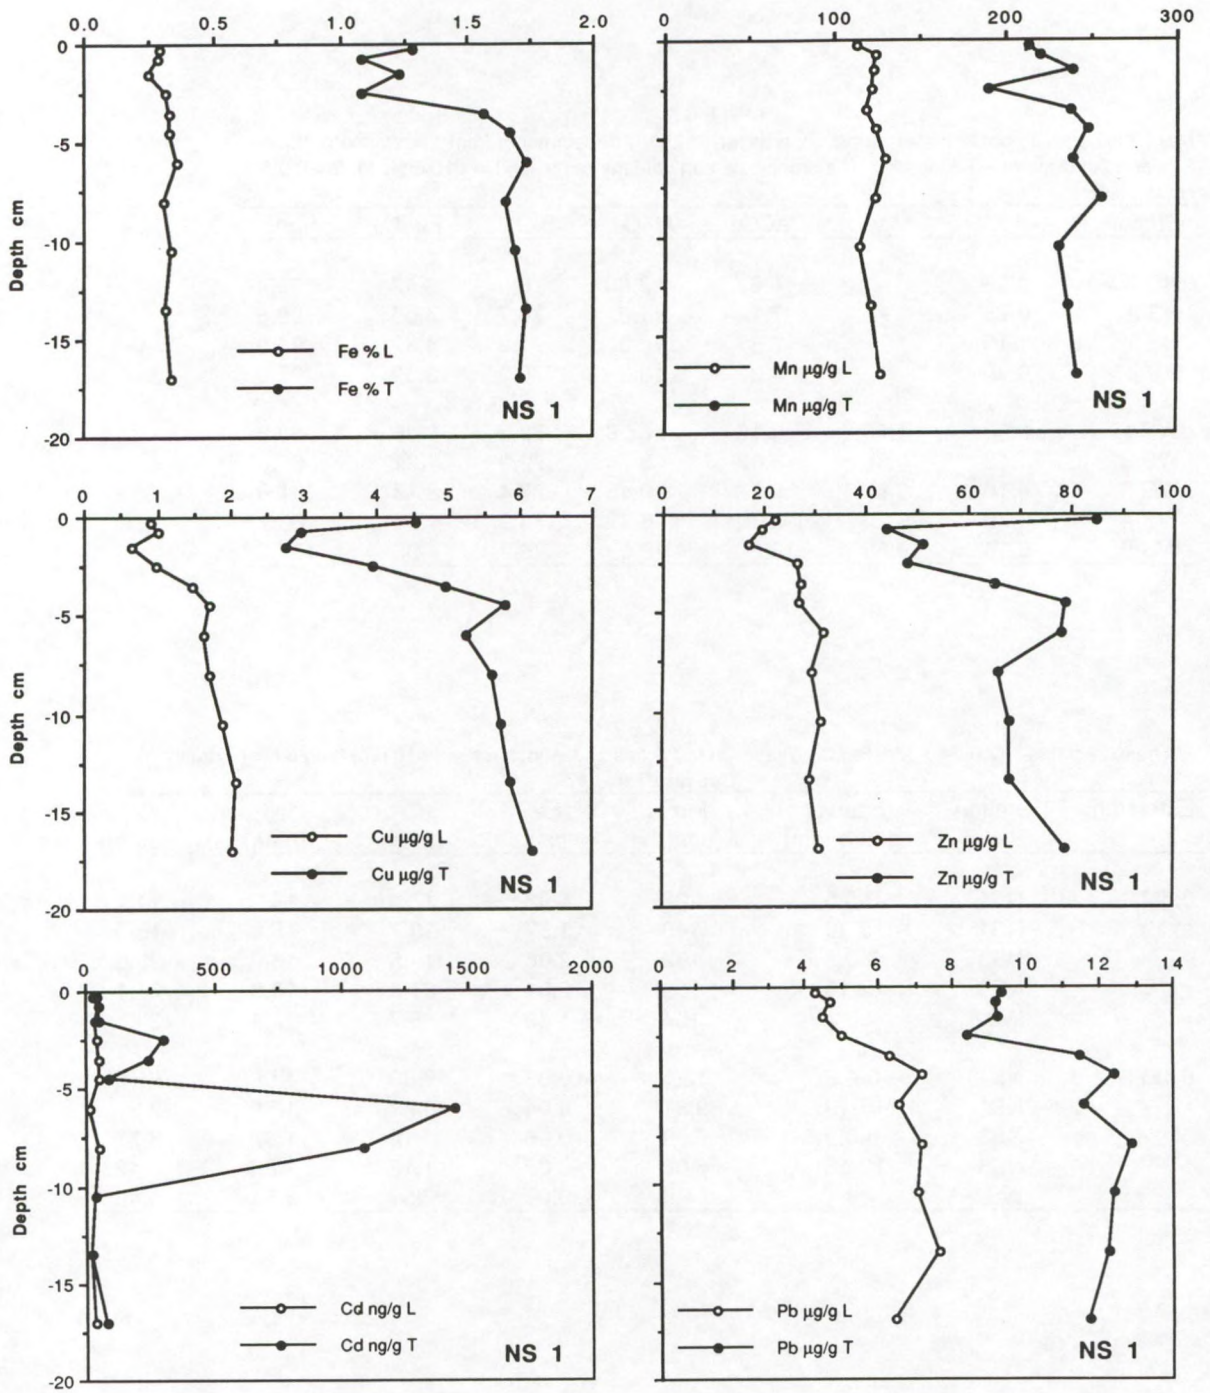 0.0 0.5 1.0 1.5 2.0
0
-5
-10
-15
-20
Depth cm
Fe % L
Fe % T
NS 1
0 100 200 300
Mn µg/g L
Mn µg/g T
NS 1
0 1 2 3 4 5 6 7
0
-5
-10
-15
-20
Depth cm
Cu µg/g L
Cu µg/g T
NS 1
0 20 40 60 80 100
Zn µg/g L
Zn µg/g T
NS 1
0 500 1000 1500 2000
0
-5
-10
-15
-20
Depth cm
Cd ng/g L
Cd ng/g T
NS 1
0 2 4 6 8 10 12 14
Pb µg/g L
Pb µg/g T
NS 1